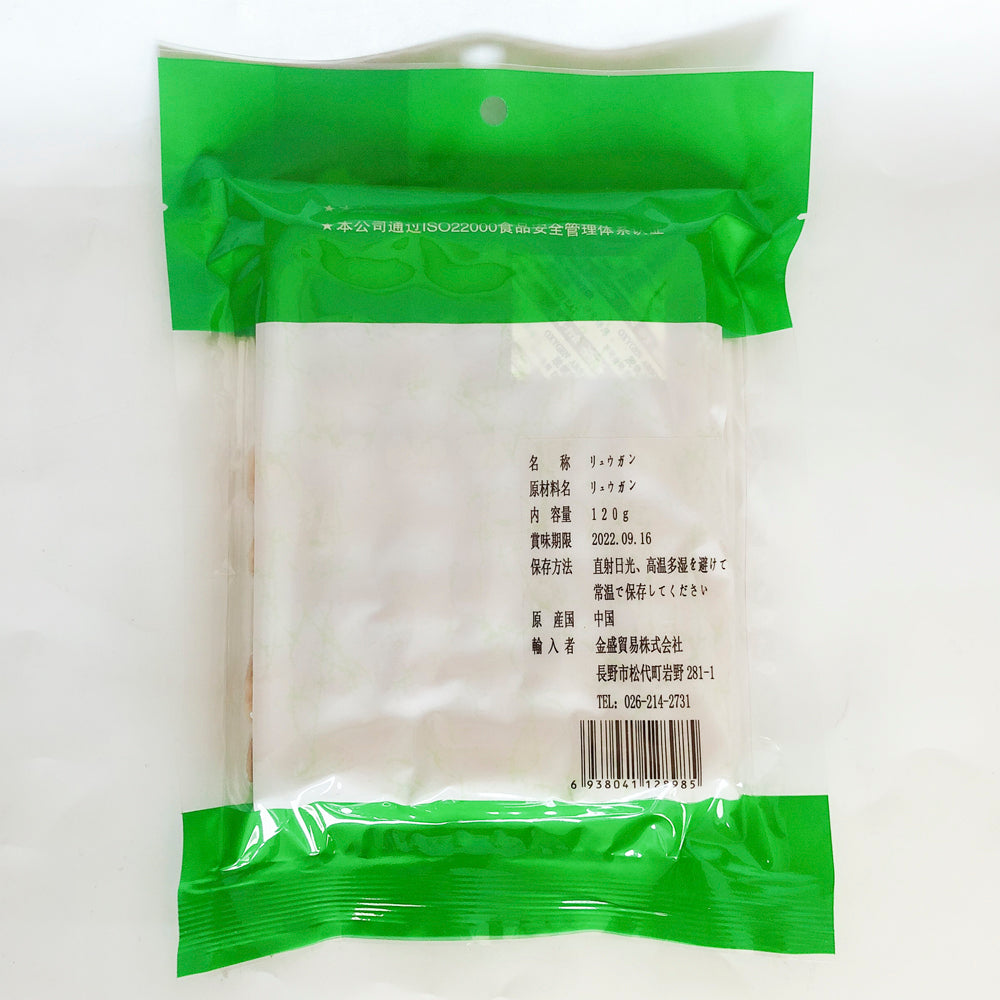 ★本公司通过ISO22000食品安全管理体系认证
名 称 リュウガン
原材料名 リュウガン
内 容量 120g
賞味期限 2022.09.16
保存方法 直射日光、高温多湿を避けて
常温で保存してください
原 産国 中国
輸入者 金盛貿易株式会社
長野市松代町岩野 281-1
TEL: 026-214-2731
6 938041 128985